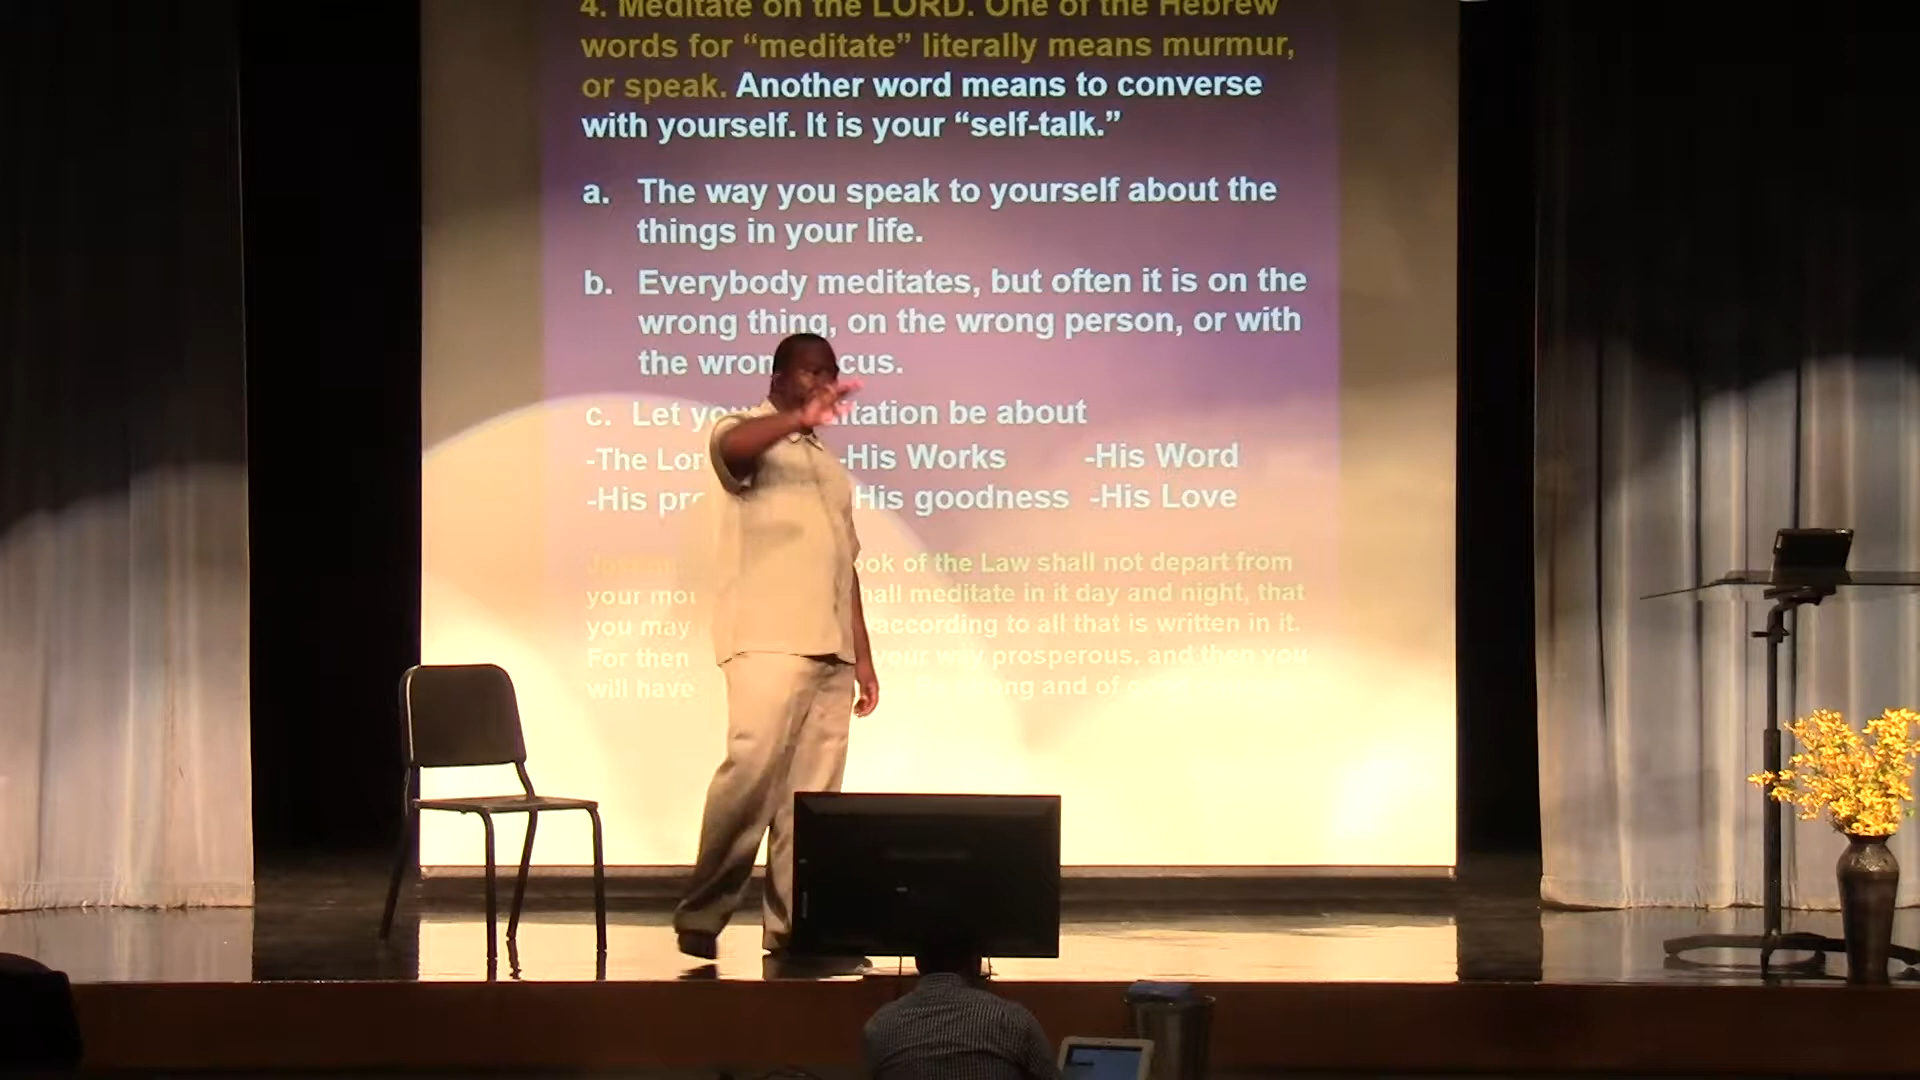 4. Meditate on the LORD. One of the Hebrew
words for “meditate” literally means murmur,
or speak. Another word means to converse
with yourself. It is your “self-talk.”
a. The way you speak to yourself about the
things in your life.
b. Everybody meditates, but often it is on the
wrong thing, on the wrong person, or with
the wron cus.
c. Let you itation be about
-The Lor -His Works -His Word
-His pr -His goodness -His Love
ook of the Law shall not depart from
your mo hall meditate in it day and night, that
you may according to all that is written in it.
For then your way prosperous, and then you
will have ng and of